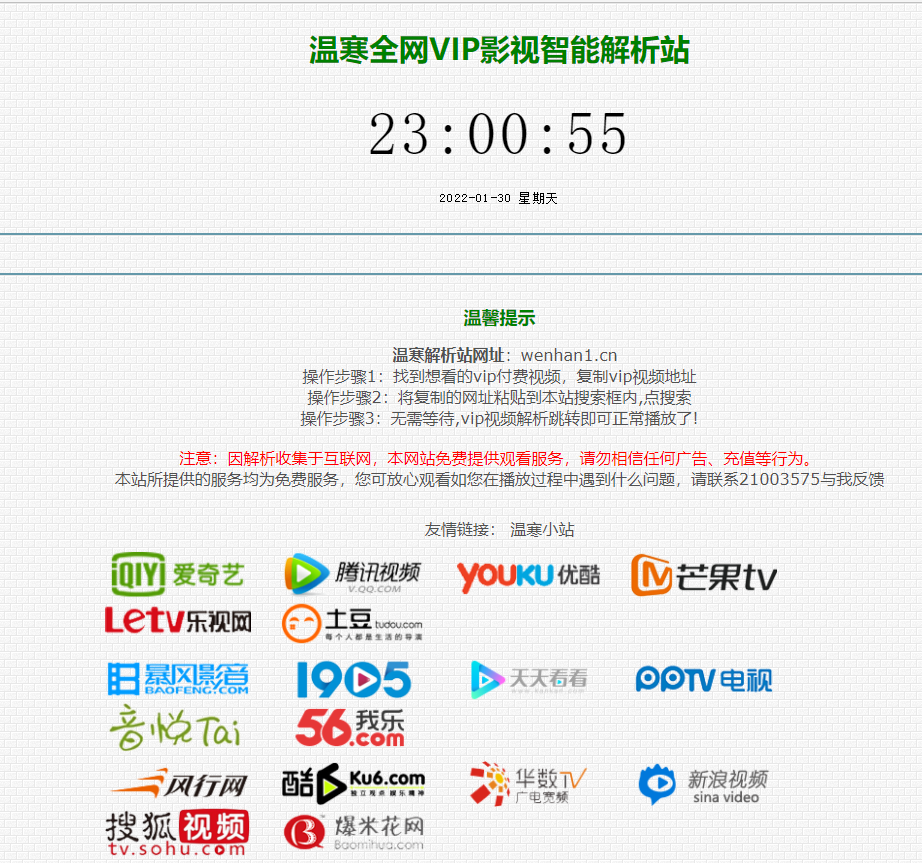 温寒全网VIP影视智能解析站
23:00:55
2022-01-30 星期天
温馨提示
温寒解析站网址：wenhan1.cn
操作步骤1：找到想看的vip付费视频，复制vip视频地址
操作步骤2：将复制的网址粘贴到本站搜索框内,点搜索
操作步骤3：无需等待,vip视频解析跳转即可正常播放了!
注意：因解析收集于互联网，本网站免费提供观看服务，请勿相信任何广告、充值等行为。
本站所提供的服务均为免费服务，您可放心观看如您在播放过程中遇到什么问题，请联系21003575与我反馈
友情链接： 温寒小站
iQIYI 爱奇艺
腾讯视频
V.QQ.COM
YOUKU 优酷
芒果TV
Letv乐视网
土豆 tudou.com
每个人都是生活的导演
暴风影音
BAOFENG.COM
1905
天天看看
www.kankan.com
PPTV 电视
音悦Tai
56我乐
.com
风行网
酷6 Ku6.com
独立观点 娱乐精神
华数TV
广电宽频
新浪视频
sina video
搜狐视频
tv.sohu.com
爆米花网
Baomihua.com